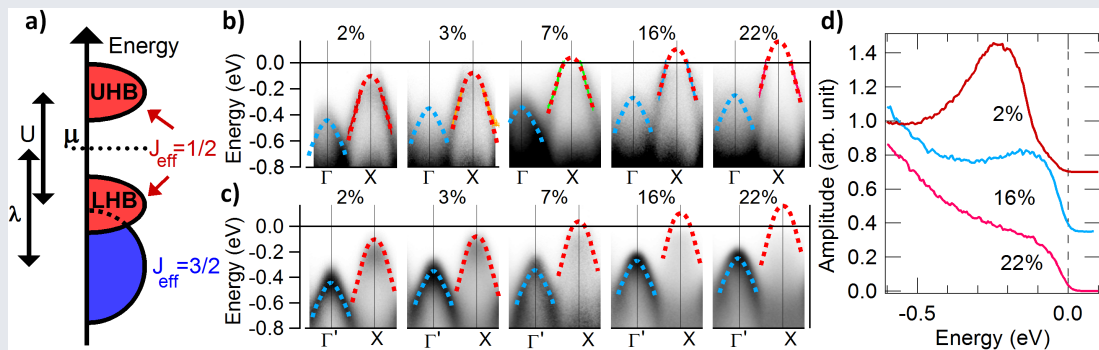 a)
Energy
UHB
U
μ
J eff=1/2
LHB
λ
J eff=3/2
b)
2% 3% 7% 16% 22%
Energy (eV)
0.0
-0.2
-0.4
-0.6
-0.8
Γ X Γ X Γ X Γ X Γ X
c)
2% 3% 7% 16% 22%
Energy (eV)
0.0
-0.2
-0.4
-0.6
-0.8
Γ' X Γ' X Γ' X Γ' X Γ' X
d)
Amplitude (arb. unit)
1.4
1.2
1.0
0.8
0.6
0.4
0.2
0.0
2%
16%
22%
-0.5 0.0
Energy (eV)